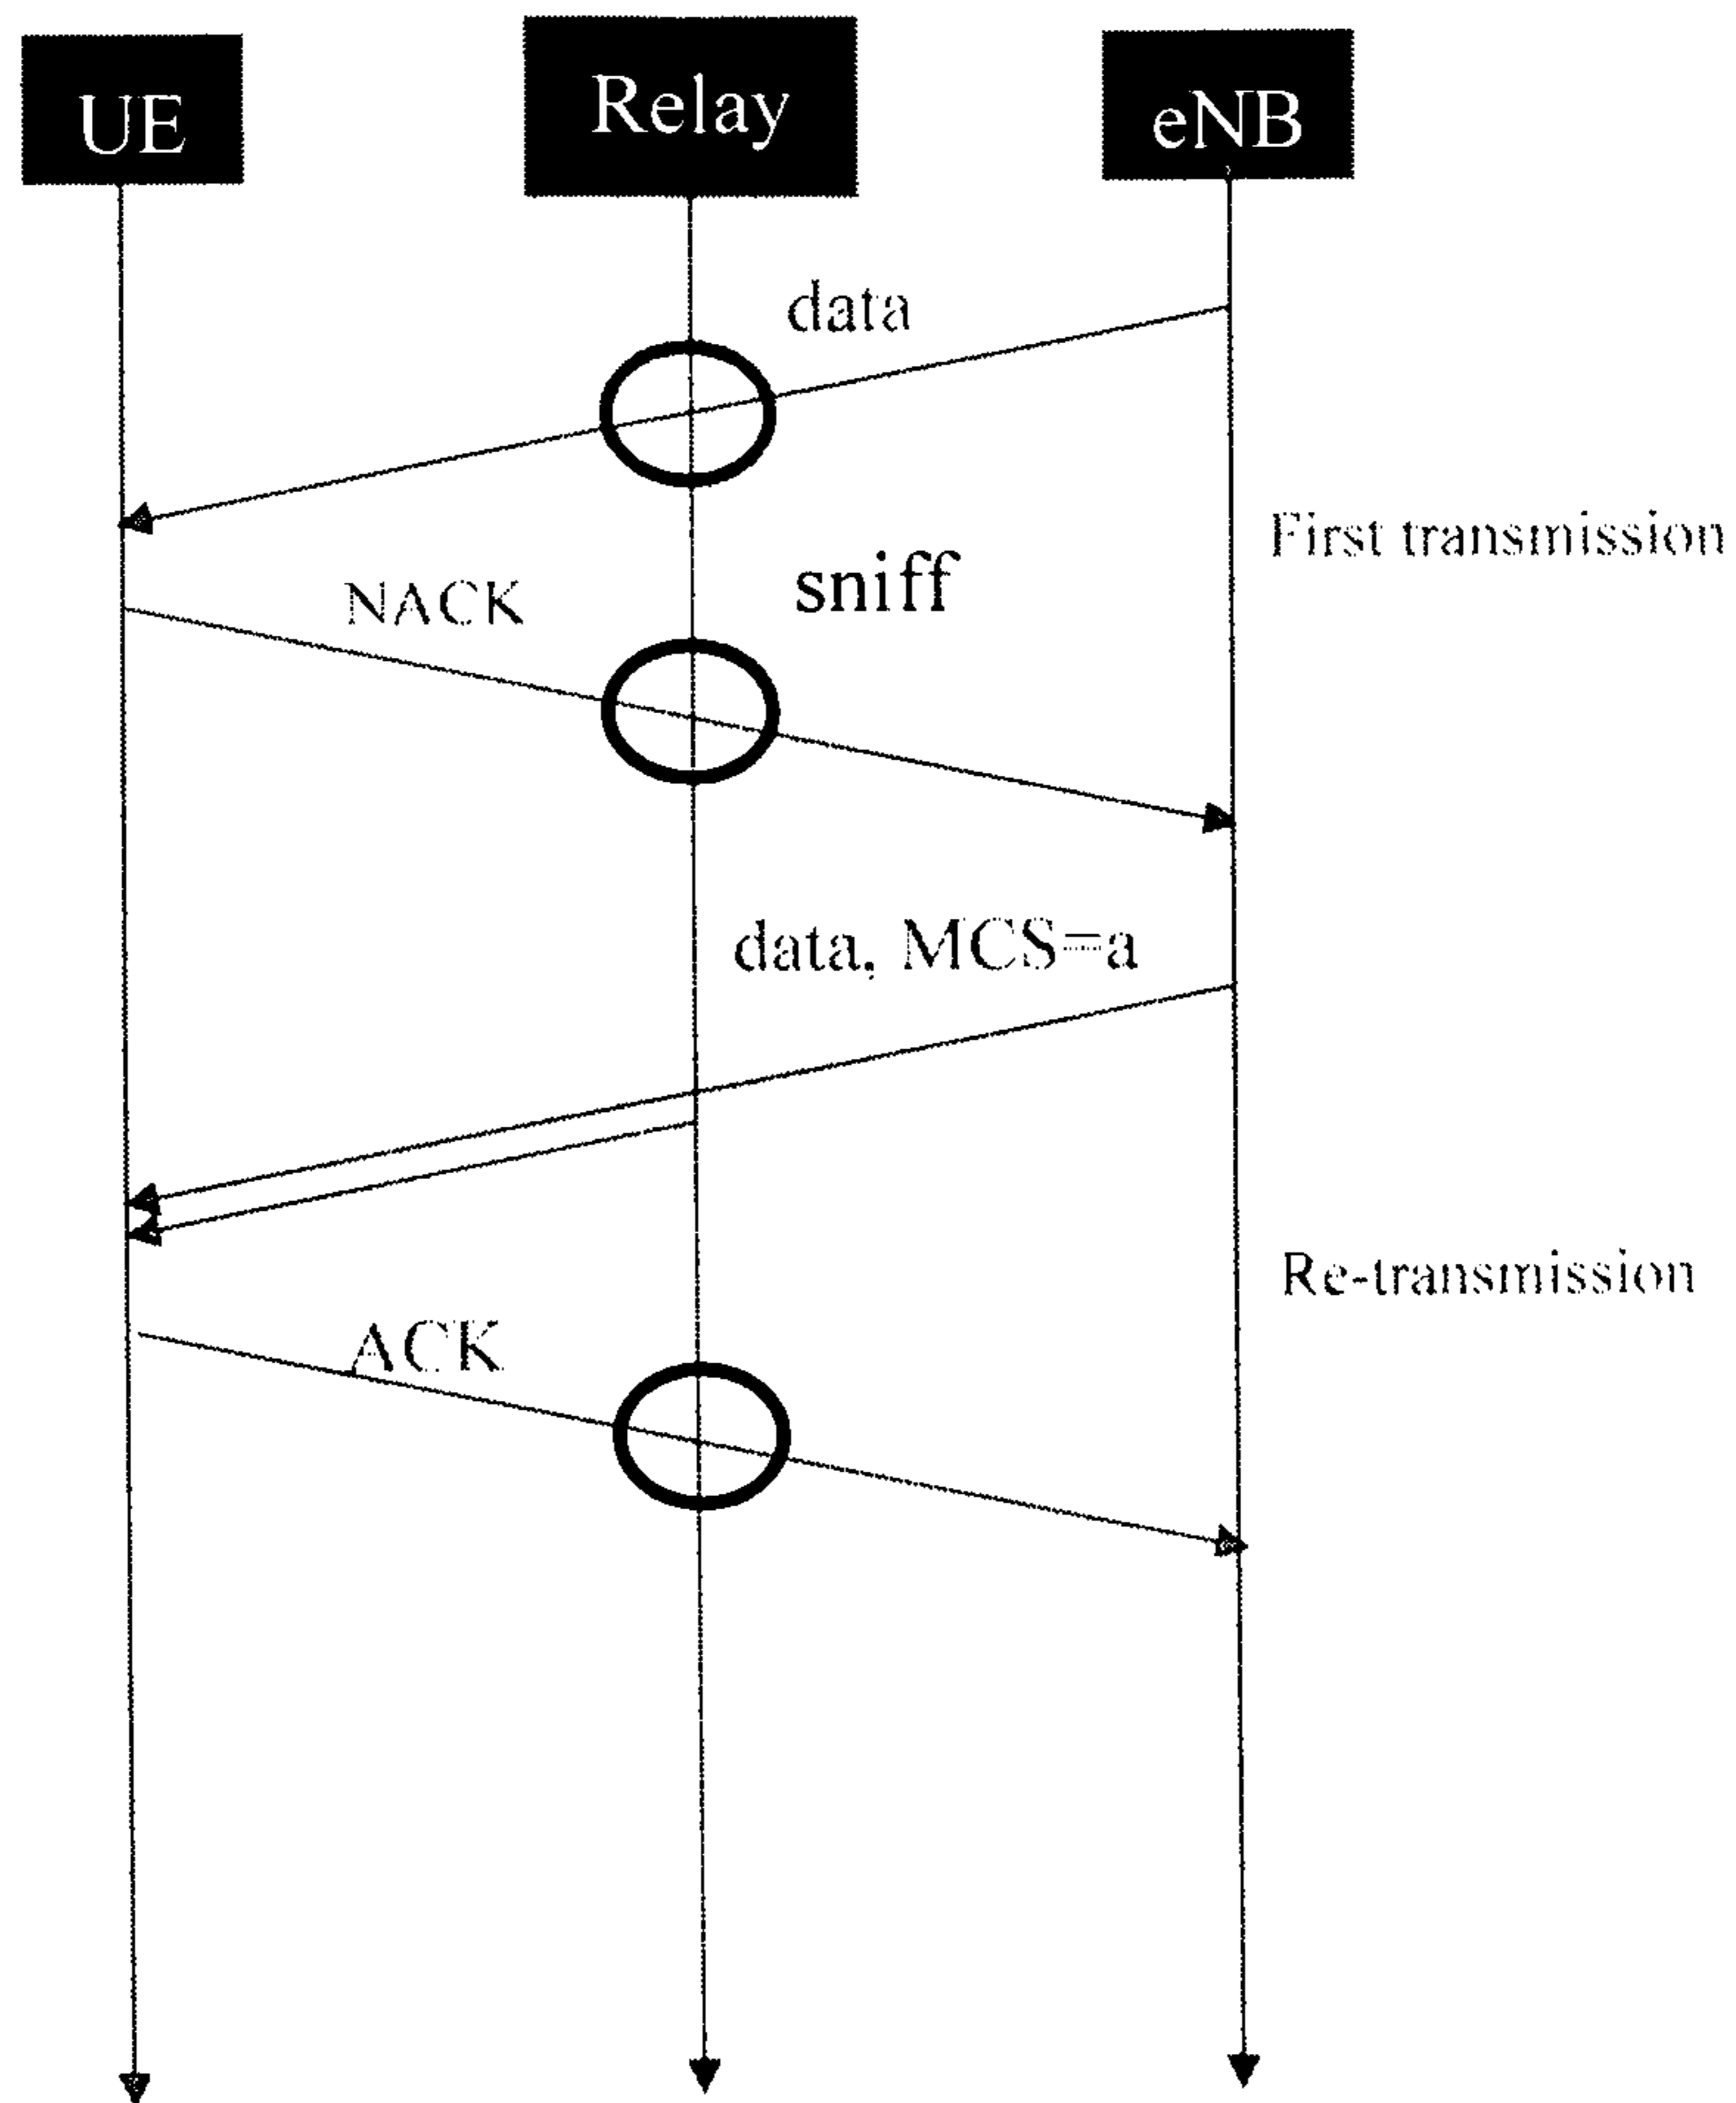 UE
Relay
eNB
data
First transmission
sniff
NACK
data, MCS=a
Re-transmission
ACK